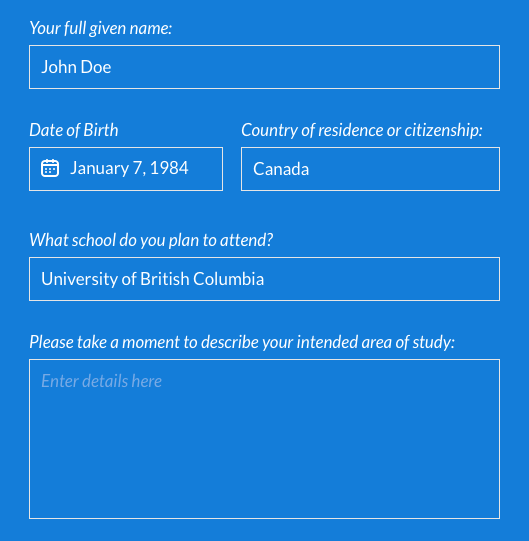 Your full given name:
John Doe
Date of Birth
Country of residence or citizenship:
January 7, 1984
Canada
What school do you plan to attend?
University of British Columbia
Please take a moment to describe your intended area of study:
Enter details here